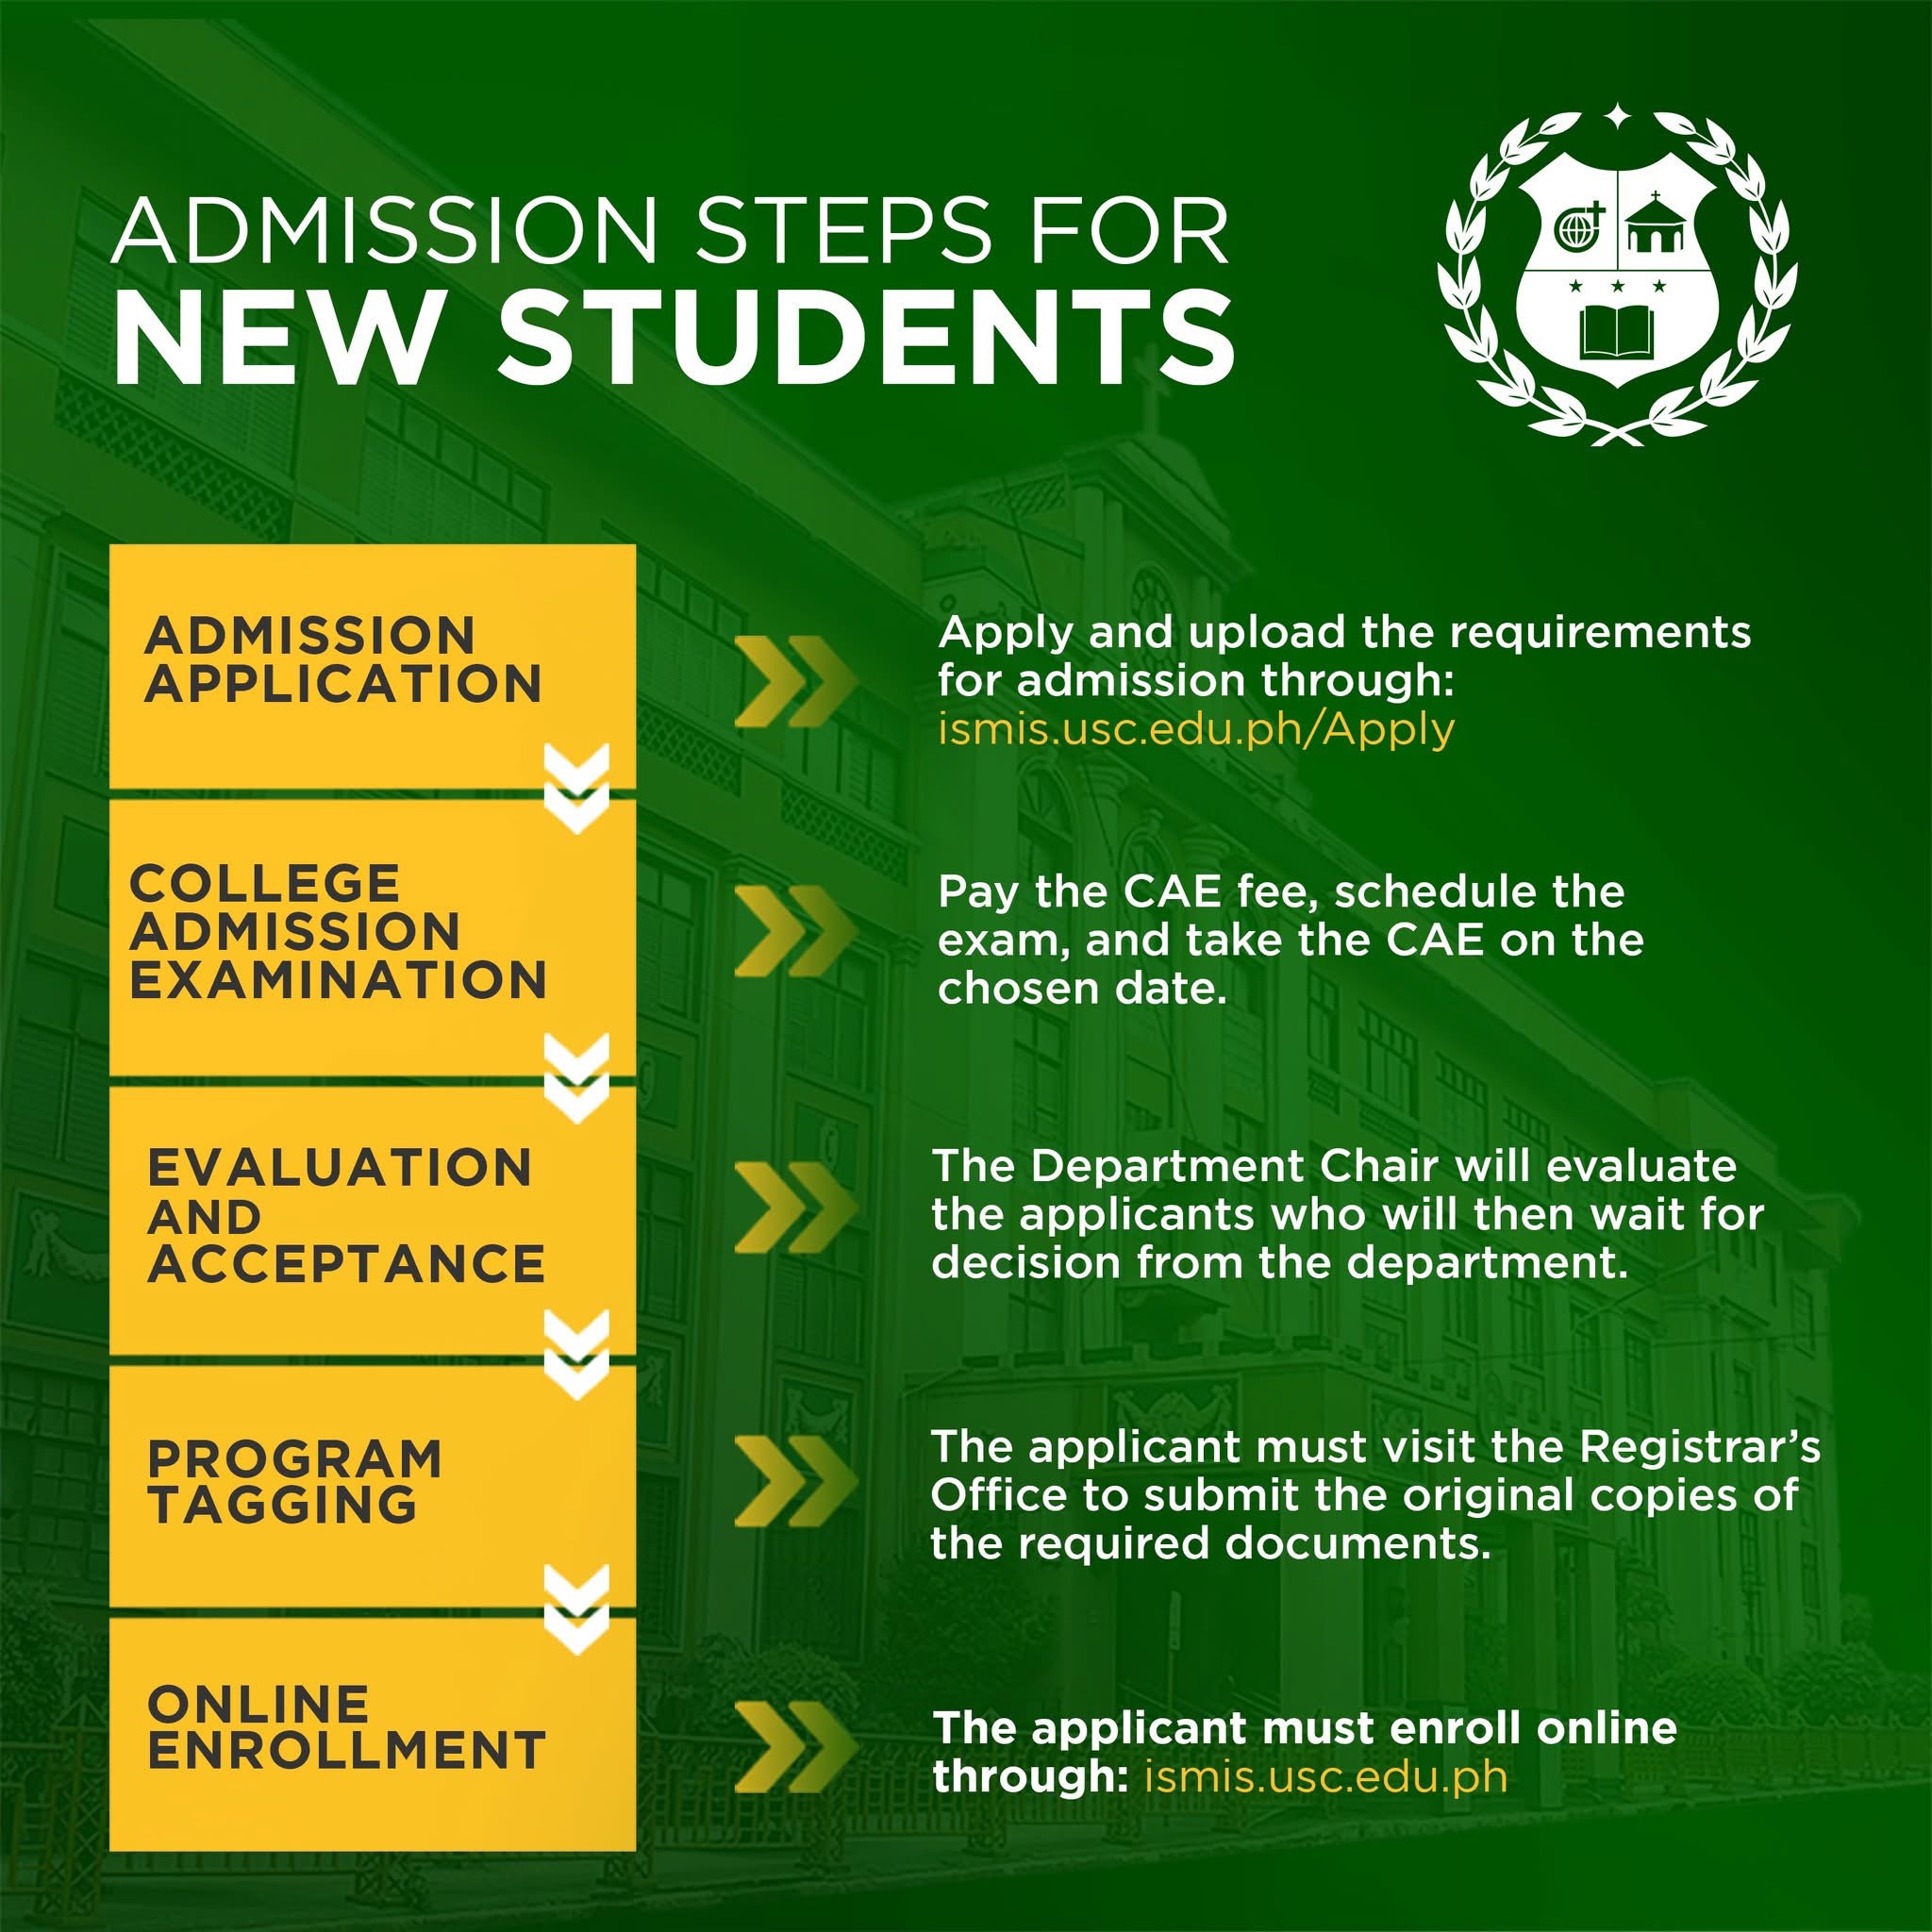 ADMISSION STEPS FOR
NEW STUDENTS
ADMISSION
APPLICATION
Apply and upload the requirements
for admission through:
ismis.usc.edu.ph/Apply
COLLEGE
ADMISSION
EXAMINATION
Pay the CAE fee, schedule the
exam, and take the CAE on the
chosen date.
EVALUATION
AND
ACCEPTANCE
The Department Chair will evaluate
the applicants who will then wait for
decision from the department.
PROGRAM
TAGGING
The applicant must visit the Registrar’s
Office to submit the original copies of
the required documents.
ONLINE
ENROLLMENT
The applicant must enroll online
through: ismis.usc.edu.ph